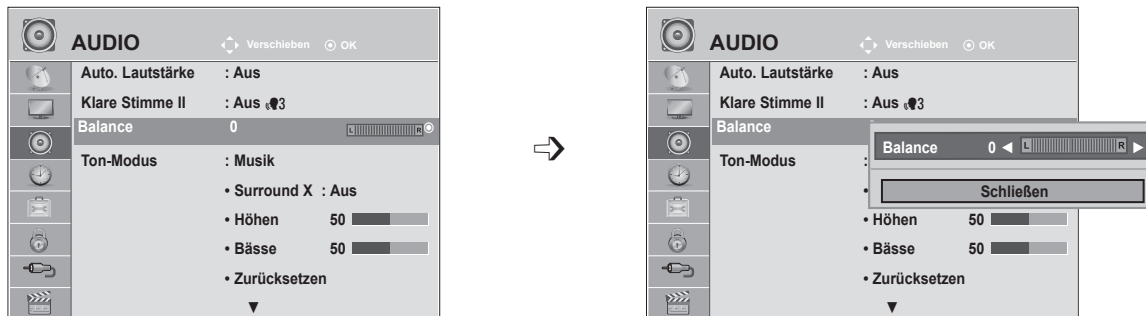 AUDIO Verschieben OK
Auto. Lautstärke : Aus
Klare Stimme II : Aus 3
Balance 0 L R
Ton-Modus : Musik
• Surround X : Aus
• Höhen 50
• Bässe 50
• Zurücksetzen
AUDIO Verschieben OK
Auto. Lautstärke : Aus
Klare Stimme II : Aus 3
Balance
Balance 0 L R
Ton-Modus :
Schließen
• Höhen 50
• Bässe 50
• Zurücksetzen